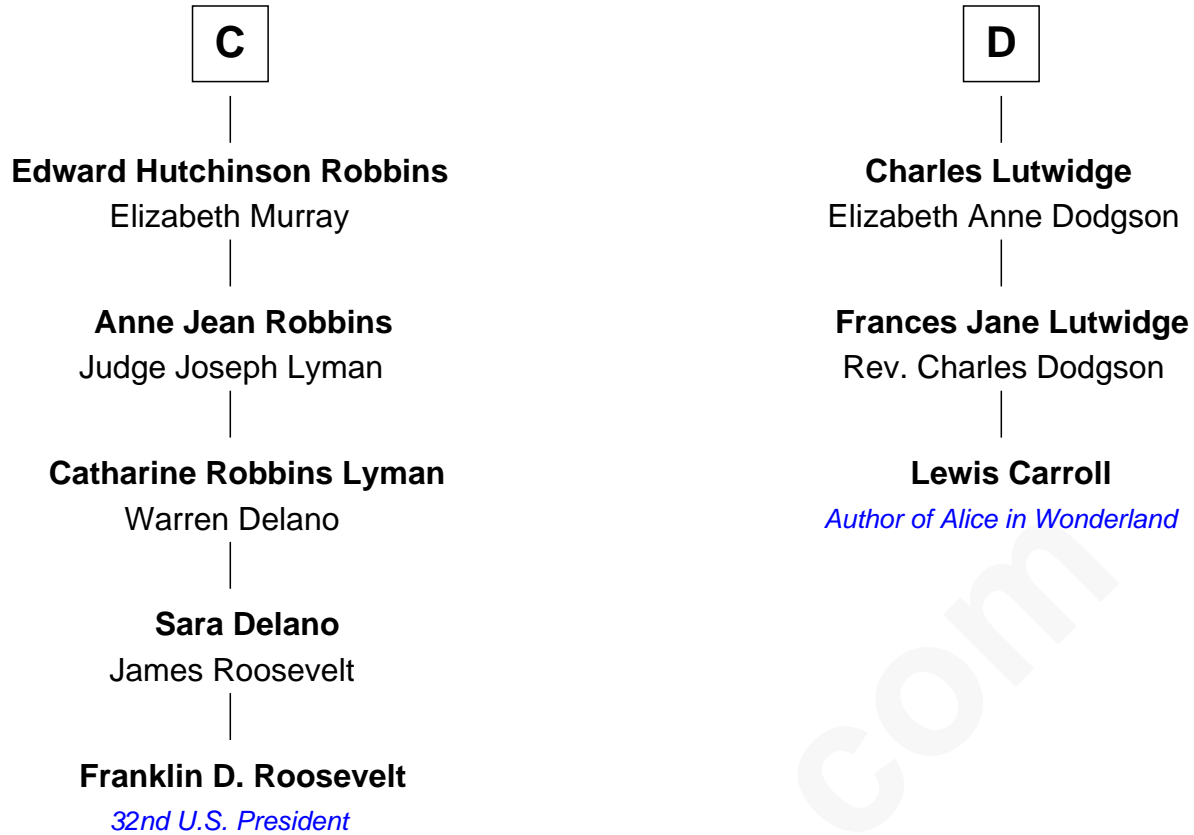 C
Edward Hutchinson Robbins
Elizabeth Murray
Anne Jean Robbins
Judge Joseph Lyman
Catharine Robbins Lyman
Warren Delano
Sara Delano
James Roosevelt
Franklin D. Roosevelt
32nd U.S. President
D
Charles Lutwidge
Elizabeth Anne Dodgson
Frances Jane Lutwidge
Rev. Charles Dodgson
Lewis Carroll
Author of Alice in Wonderland
com